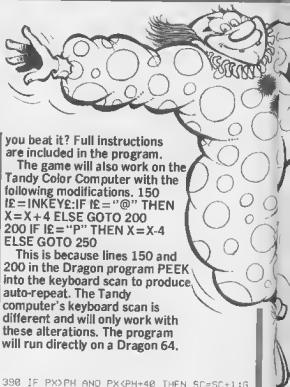 you beat it? Full instructions
are included in the program.
The game will also work on the
Tandy Color Computer with the
following modifications. 150
I£=INKEY£:IF I£="@" THEN
X=X+4 ELSE GOTO 200
200 IF I£="P" THEN X=X-4
ELSE GOTO 250
This is because lines 150 and
200 in the Dragon program PEEK
into the keyboard scan to produce
auto-repeat. The Tandy
computer's keyboard scan is
different and will only work with
these alterations. The program
will run directly on a Dragon 64.
390 IF PX>PH AND PX<PH+40 THEN SC=SC+1:G